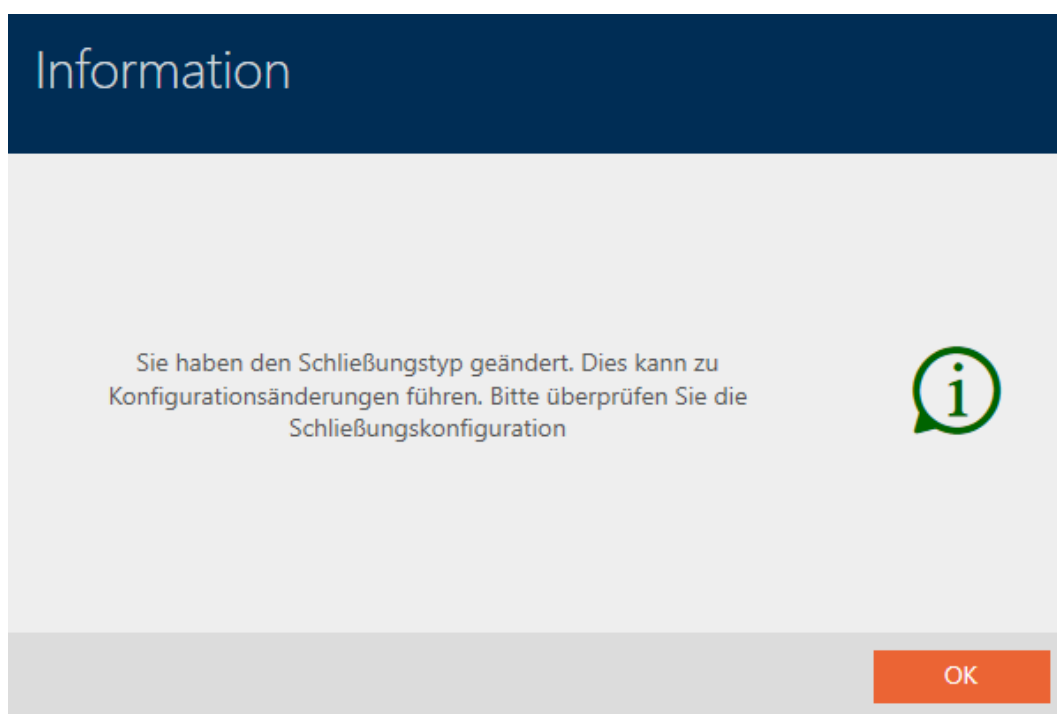 Information
Sie haben den Schließungstyp geändert. Dies kann zu
Konfigurationsänderungen führen. Bitte überprüfen Sie die
Schließungskonfiguration
i
OK